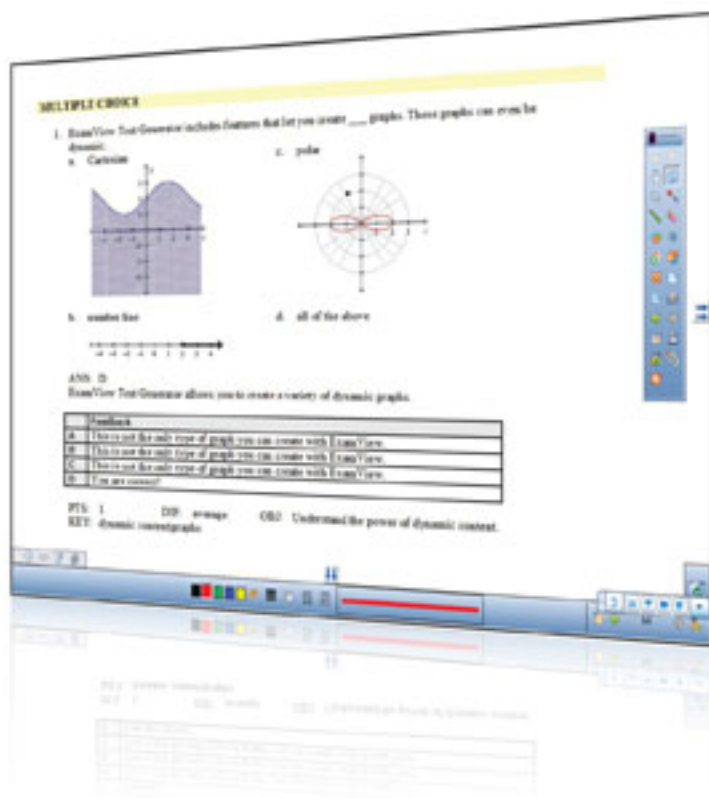 MULTIPLE CHOICE
1. ExamView Test Generator includes features that let you create ___ graphs. These graphs can even be
dynamic.
a. Cartesian
c. polar
b. number line
d. all of the above
ANS: D
ExamView Test Generator allows you to create a variety of dynamic graphs.
Feedback
A This is not the only type of graph you can create with ExamView.
B This is not the only type of graph you can create with ExamView.
C This is not the only type of graph you can create with ExamView.
D You are correct!
PTS: 1 DIF: average OBJ: Understand the power of dynamic content.
KEY: dynamic content graphs